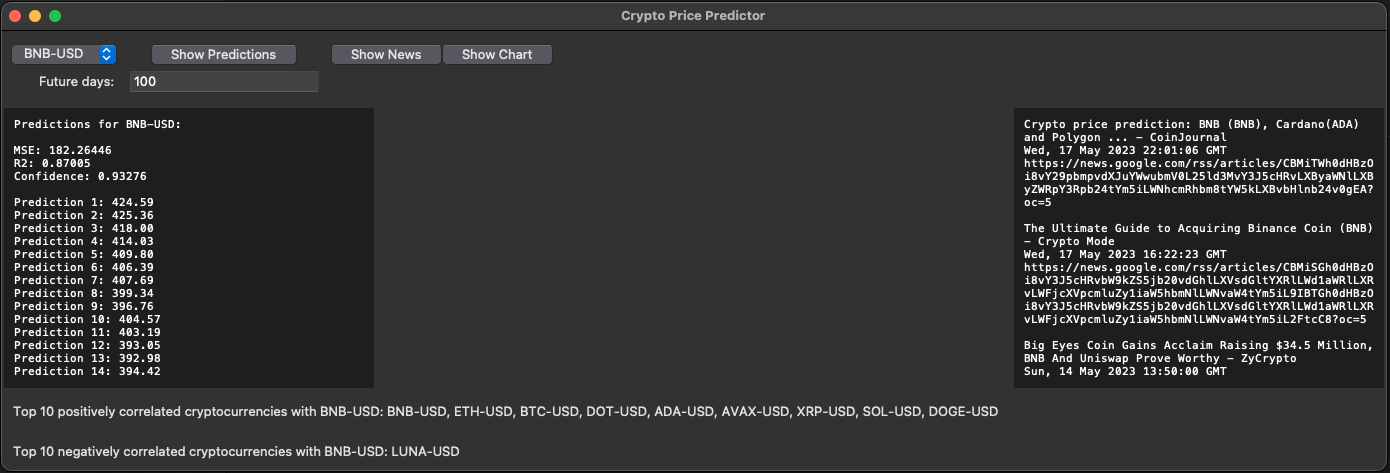 Crypto Price Predictor
BNB-USD
Show Predictions
Show News
Show Chart
Future days:
100
Predictions for BNB-USD:
MSE: 182.26446
R2: 0.87005
Confidence: 0.93276
Prediction 1: 424.59
Prediction 2: 425.36
Prediction 3: 418.00
Prediction 4: 414.03
Prediction 5: 409.80
Prediction 6: 406.39
Prediction 7: 407.69
Prediction 8: 399.34
Prediction 9: 396.76
Prediction 10: 404.57
Prediction 11: 403.19
Prediction 12: 393.05
Prediction 13: 392.98
Prediction 14: 394.42
Crypto price prediction: BNB (BNB), Cardano(ADA)
and Polygon ... - CoinJournal
Wed, 17 May 2023 22:01:06 GMT
https://news.google.com/rss/articles/CBMiTWh0dHBzO
i8vY29pbmpvdXJuYWwubmV0L25ld3MvY3J5cHRvLXByaWNlLXB
yZWRpY3Rpb24tYm5iLWNhcmRhbm8tYW5kLXBvbHlnb24v0gEA?
oc=5
The Ultimate Guide to Acquiring Binance Coin (BNB)
- Crypto Mode
Wed, 17 May 2023 16:22:23 GMT
https://news.google.com/rss/articles/CBMiSGh0dHBzO
i8vY3J5cHRvbW9kZS5jb20vdGhlLXVsdGltYXRlLWd1aWRlLXR
vLWFjcXVpcmluZy1iaW5hbmNlLWNvaW4tYm5iL9IBTGh0dHBzO
i8vY3J5cHRvbW9kZS5jb20vdGhlLXVsdGltYXRlLWd1aWRlLXR
vLWFjcXVpcmluZy1iaW5hbmNlLWNvaW4tYm5iL2FtcC8?oc=5
Big Eyes Coin Gains Acclaim Raising $34.5 Million,
BNB And Uniswap Prove Worthy - ZyCrypto
Sun, 14 May 2023 13:50:00 GMT
Top 10 positively correlated cryptocurrencies with BNB-USD: BNB-USD, ETH-USD, BTC-USD, DOT-USD, ADA-USD, AVAX-USD, XRP-USD, SOL-USD, DOGE-USD
Top 10 negatively correlated cryptocurrencies with BNB-USD: LUNA-USD